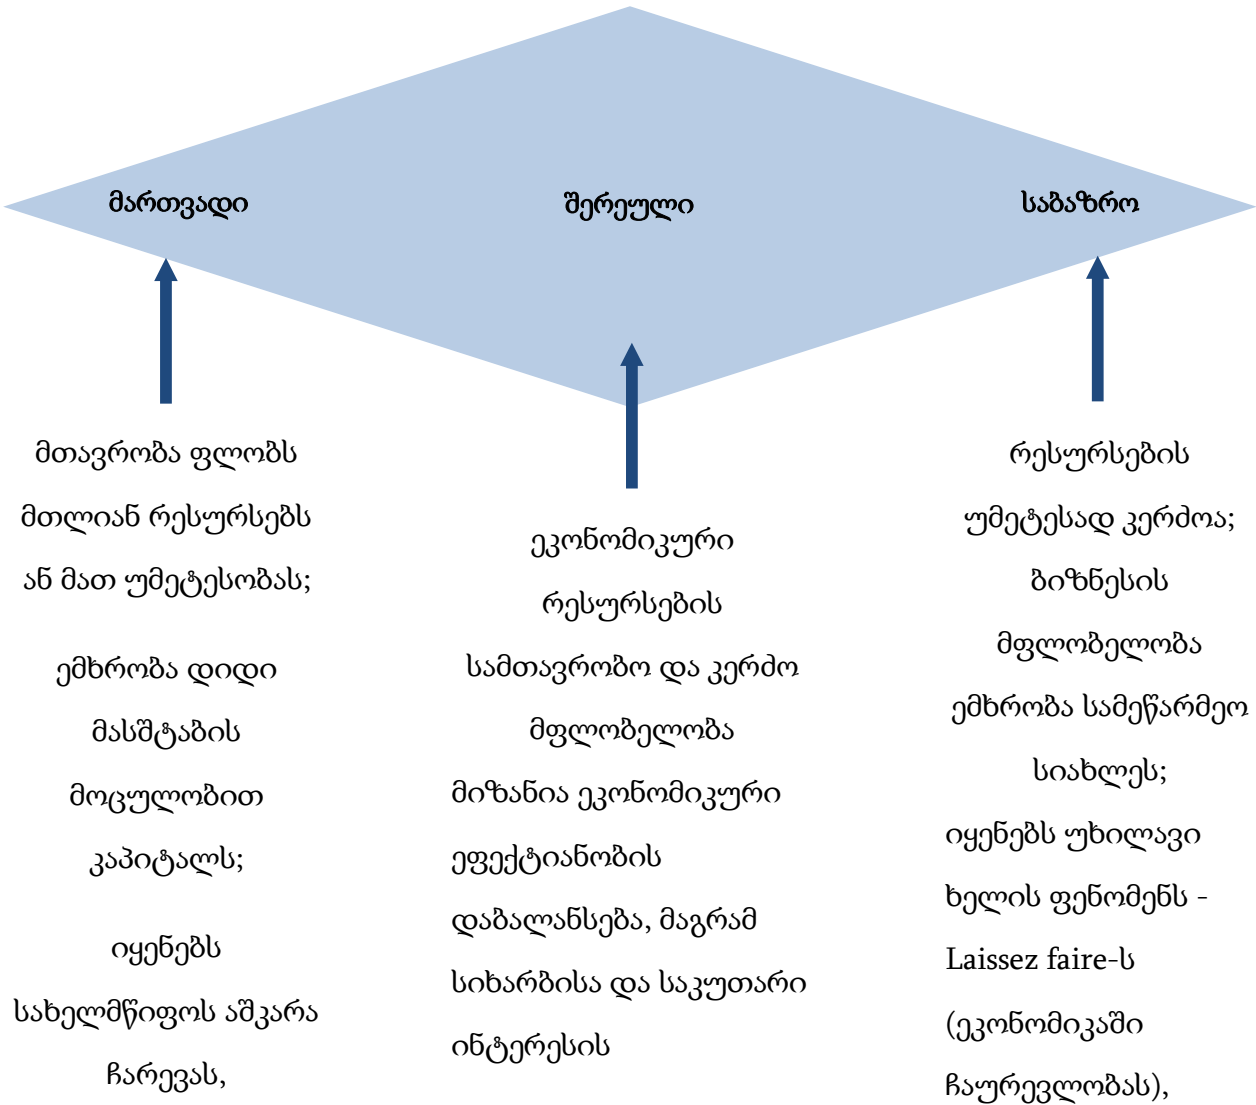 მართვადი
შერეული
საბაზრო
მთავრობა ფლობს
მთლიან რესურსებს
ან მათ უმეტესობას;
ემხრობა დიდი
მასშტაბის
მოცულობით
კაპიტალს;
იყენებს
სახელმწიფოს აშკარა
ჩარევას,
ეკონომიკური
რესურსების
სამთავრობო და კერძო
მფლობელობა
მიზანია ეკონომიკური
ეფექტიანობის
დაბალანსება, მაგრამ
სიხარბისა და საკუთარი
ინტერესის
რესურსების
უმეტესად კერძოა;
ბიზნესის
მფლობელობა
ემხრობა სამეწარმეო
სიახლეს;
იყენებს უხილავი
ხელის ფენომენს -
Laissez faire-ს
(ეკონომიკაში
ჩაურევლობას),